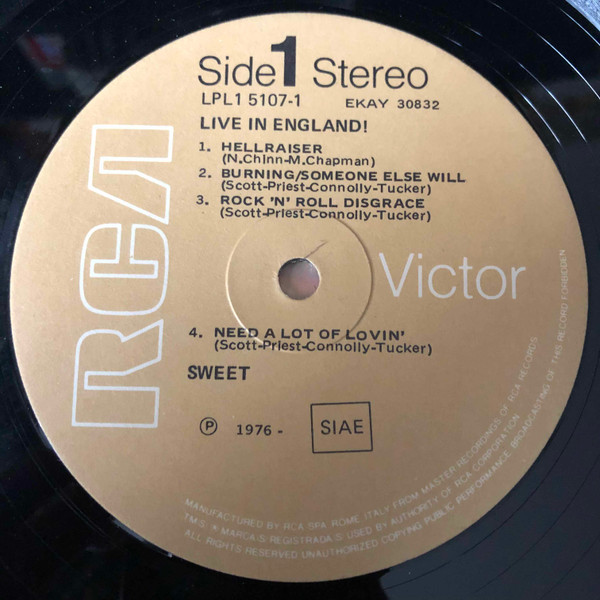 Side 1 Stereo
LPL1 5107-1 EKAY 30832
LIVE IN ENGLAND!
1. HELLRAISER
(N.Chinn-M.Chapman)
2. BURNING/SOMEONE ELSE WILL
(Scott-Priest-Connolly-Tucker)
3. ROCK 'N' ROLL DISGRACE
(Scott-Priest-Connolly-Tucker)
RCA Victor
4. NEED A LOT OF LOVIN'
(Scott-Priest-Connolly-Tucker)
SWEET
Ⓟ 1976 - SIAE
MANUFACTURED BY RCA SPA ROME ITALY FROM MASTER RECORDINGS OF RCA RECORDS
T.M.S. * MARCA-S REGISTRADA S USED BY AUTHORITY OF RCA CORPORATION
ALL RIGHTS RESERVED UNAUTHORIZED COPYING PUBLIC PERFORMANCE BROADCASTING OF THIS RECORD FORBIDDEN